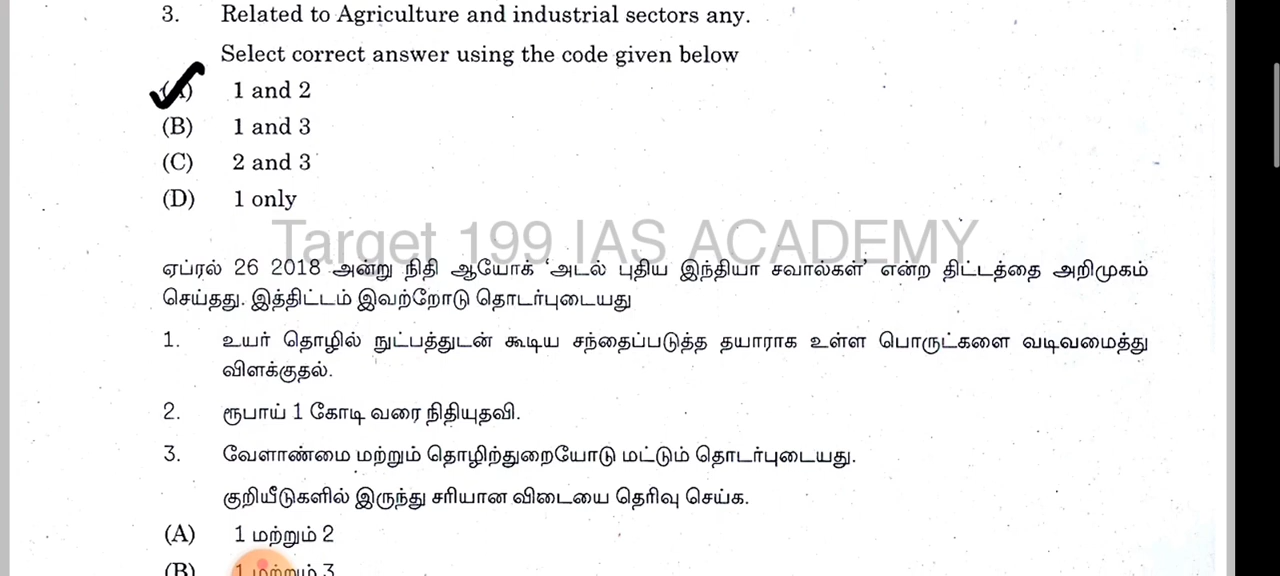 3. Related to Agriculture and industrial sectors any.
Select correct answer using the code given below
1 and 2
(B) 1 and 3
(C) 2 and 3
(D) 1 only
Target 199 IAS ACADEMY
ஏப்ரல் 26 2018 அன்று நிதி ஆயோக் 'அடல் புதிய இந்தியா சவால்கள்' என்ற திட்டத்தை அறிமுகம்
செய்தது. இத்திட்டம் இவற்றோடு தொடர்புடையது
1. உயர் தொழில் நுட்பத்துடன் கூடிய சந்தைப்படுத்த தயாராக உள்ள பொருட்களை வடிவமைத்து
விளக்குதல்.
2. ரூபாய் 1 கோடி வரை நிதியுதவி.
3. வேளாண்மை மற்றும் தொழிற்துறையோடு மட்டும் தொடர்புடையது.
குறியீடுகளில் இருந்து சரியான விடையை தெரிவு செய்க.
(A) 1 மற்றும் 2
(B) 1 மற்றும் 3